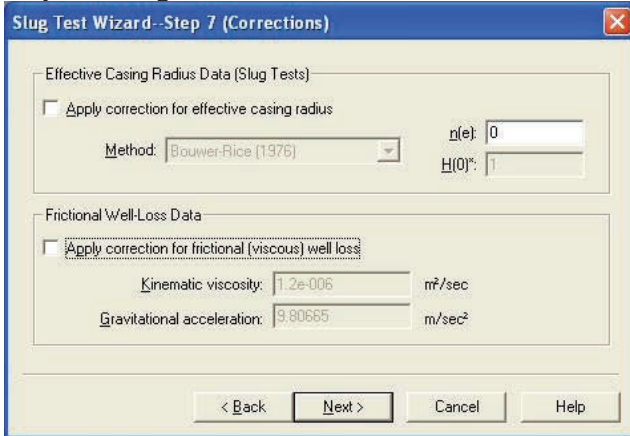 Slug Test Wizard--Step 7 (Corrections)
Effective Casing Radius Data (Slug Tests)
Apply correction for effective casing radius
Method: Bouwer-Rice (1976)
n(e): 0
H(0)*: 1
Frictional Well-Loss Data
Apply correction for frictional (viscous) well loss
Kinematic viscosity: 1.2e-006 m²/sec
Gravitational acceleration: 9.80665 m/sec²
< Back Next > Cancel Help